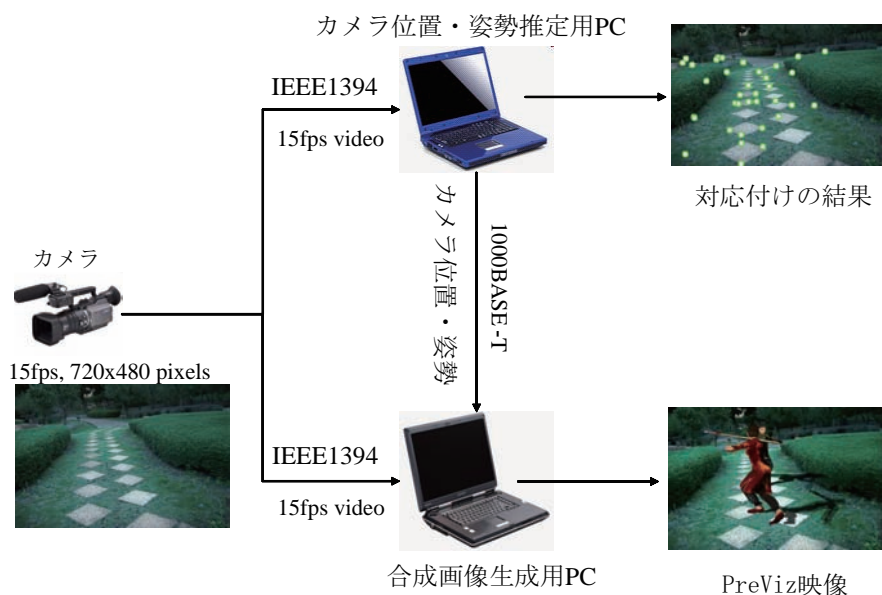 カメラ位置・姿勢推定用PC
IEEE1394
15fps video
対応付けの結果
カメラ位置・姿勢
1000BASE-T
カメラ
15fps, 720x480 pixels
IEEE1394
15fps video
合成画像生成用PC
PreViz映像